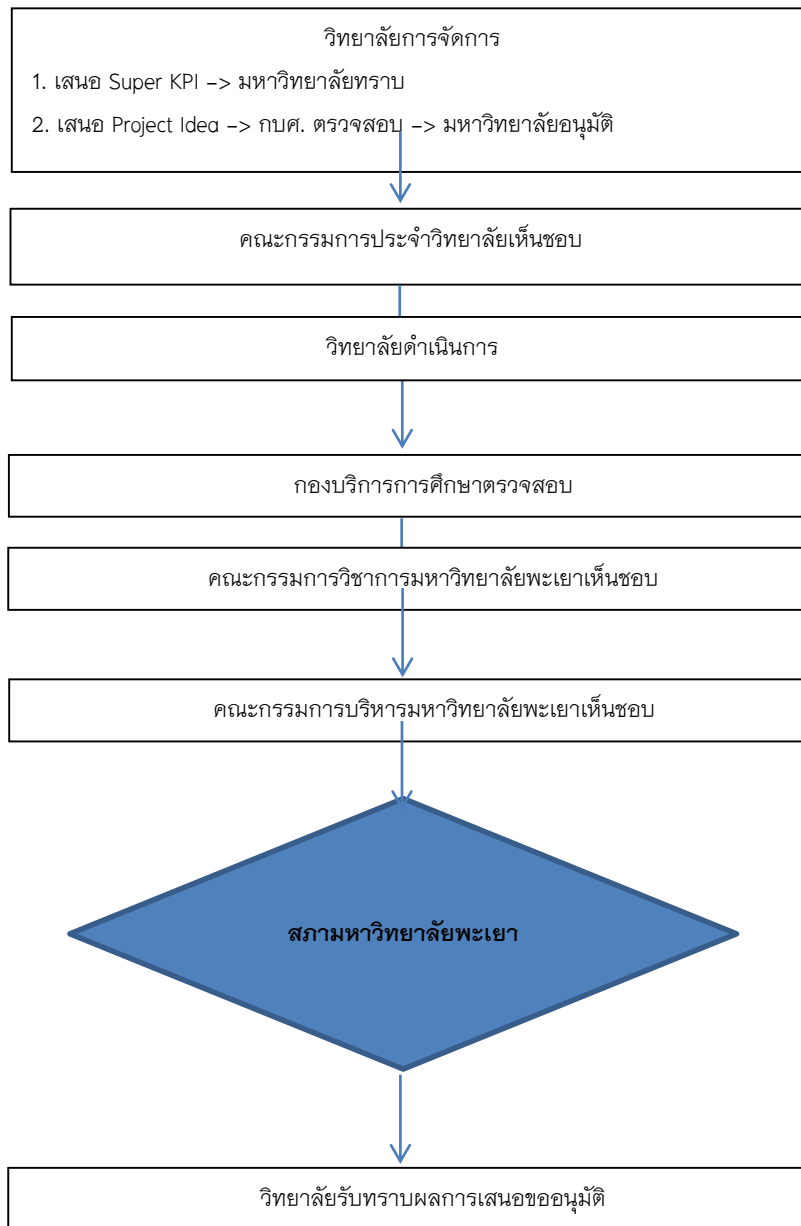 วิทยาลัยการจัดการ
1. เสนอ Super KPI –> มหาวิทยาลัยทราบ
2. เสนอ Project Idea –> กบศ. ตรวจสอบ –> มหาวิทยาลัยอนุมัติ
คณะกรรมการประจำวิทยาลัยเห็นชอบ
วิทยาลัยดำเนินการ
กองบริการการศึกษาตรวจสอบ
คณะกรรมการวิชาการมหาวิทยาลัยพะเยาเห็นชอบ
คณะกรรมการบริหารมหาวิทยาลัยพะเยาเห็นชอบ
สภามหาวิทยาลัยพะเยา
วิทยาลัยรับทราบผลการเสนอขออนุมัติ